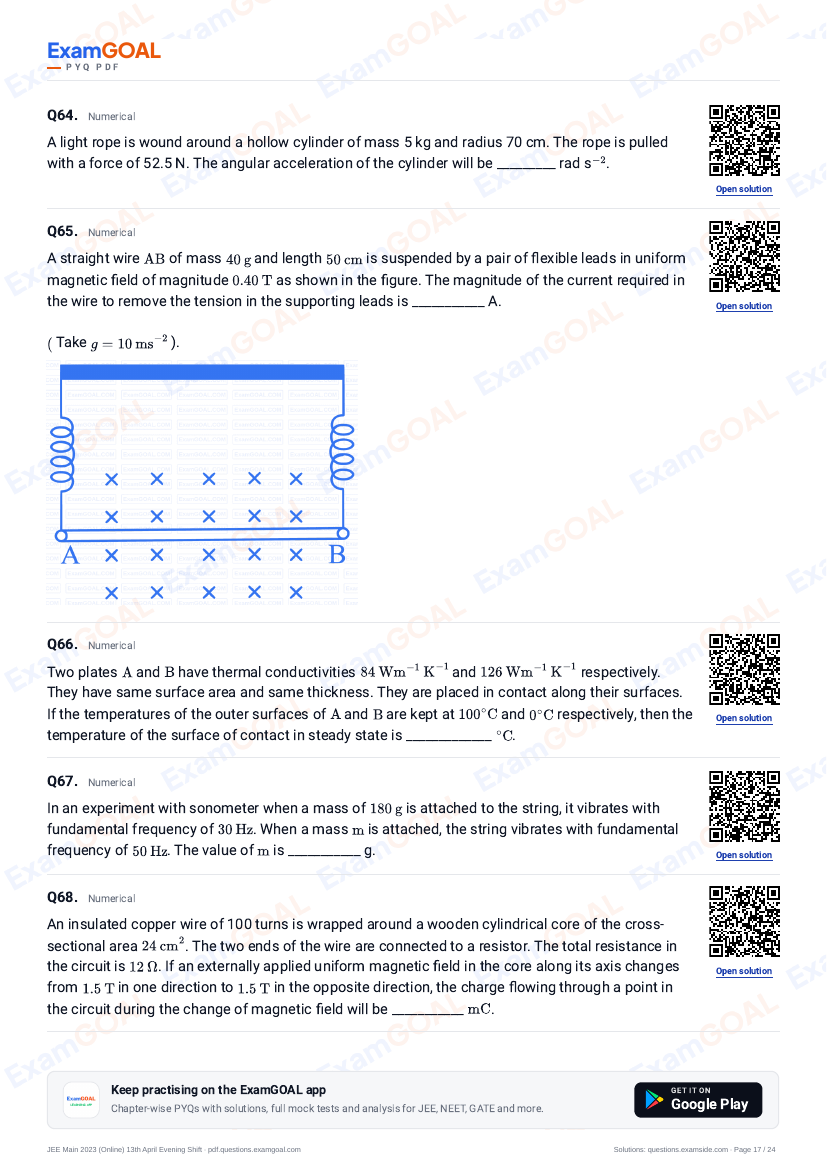 ExamGOAL
PYQ PDF
Q64. Numerical
A light rope is wound around a hollow cylinder of mass 5 kg and radius 70 cm. The rope is pulled
with a force of 52.5 N. The angular acceleration of the cylinder will be _________ rad s⁻².
Open solution
Q65. Numerical
A straight wire AB of mass 40 g and length 50 cm is suspended by a pair of flexible leads in uniform
magnetic field of magnitude 0.40 T as shown in the figure. The magnitude of the current required in
the wire to remove the tension in the supporting leads is ___________ A.
Open solution
( Take g = 10 ms⁻² ).
A B
Q66. Numerical
Two plates A and B have thermal conductivities 84 Wm⁻¹ K⁻¹ and 126 Wm⁻¹ K⁻¹ respectively.
They have same surface area and same thickness. They are placed in contact along their surfaces.
If the temperatures of the outer surfaces of A and B are kept at 100°C and 0°C respectively, then the
temperature of the surface of contact in steady state is _____________ °C.
Open solution
Q67. Numerical
In an experiment with sonometer when a mass of 180 g is attached to the string, it vibrates with
fundamental frequency of 30 Hz. When a mass m is attached, the string vibrates with fundamental
frequency of 50 Hz. The value of m is ___________ g.
Open solution
Q68. Numerical
An insulated copper wire of 100 turns is wrapped around a wooden cylindrical core of the cross-
sectional area 24 cm². The two ends of the wire are connected to a resistor. The total resistance in
the circuit is 12 Ω. If an externally applied uniform magnetic field in the core along its axis changes
from 1.5 T in one direction to 1.5 T in the opposite direction, the charge flowing through a point in
the circuit during the change of magnetic field will be ___________ mC.
Open solution
ExamGOAL
Keep practising on the ExamGOAL app
Chapter-wise PYQs with solutions, full mock tests and analysis for JEE, NEET, GATE and more.
GET IT ON
Google Play
JEE Main 2023 (Online) 13th April Evening Shift · pdf.questions.examgoal.com
Solutions: questions.examside.com · Page 17 / 24